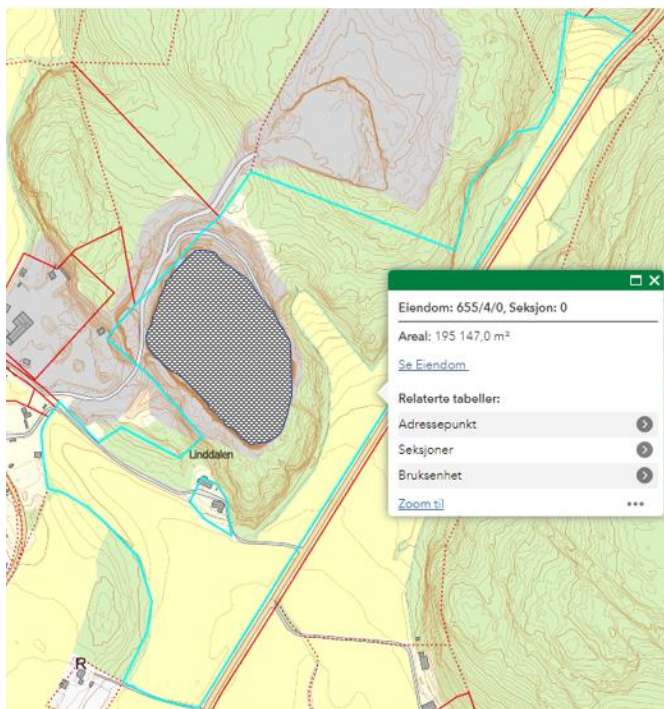 Eiendom: 655/4/0, Seksjon: 0
Areal: 195 147,0 m²
Se Eiendom
Relaterte tabeller:
Adressepunkt
Seksjoner
Bruksenhet
Zoom til
Linddalen
R